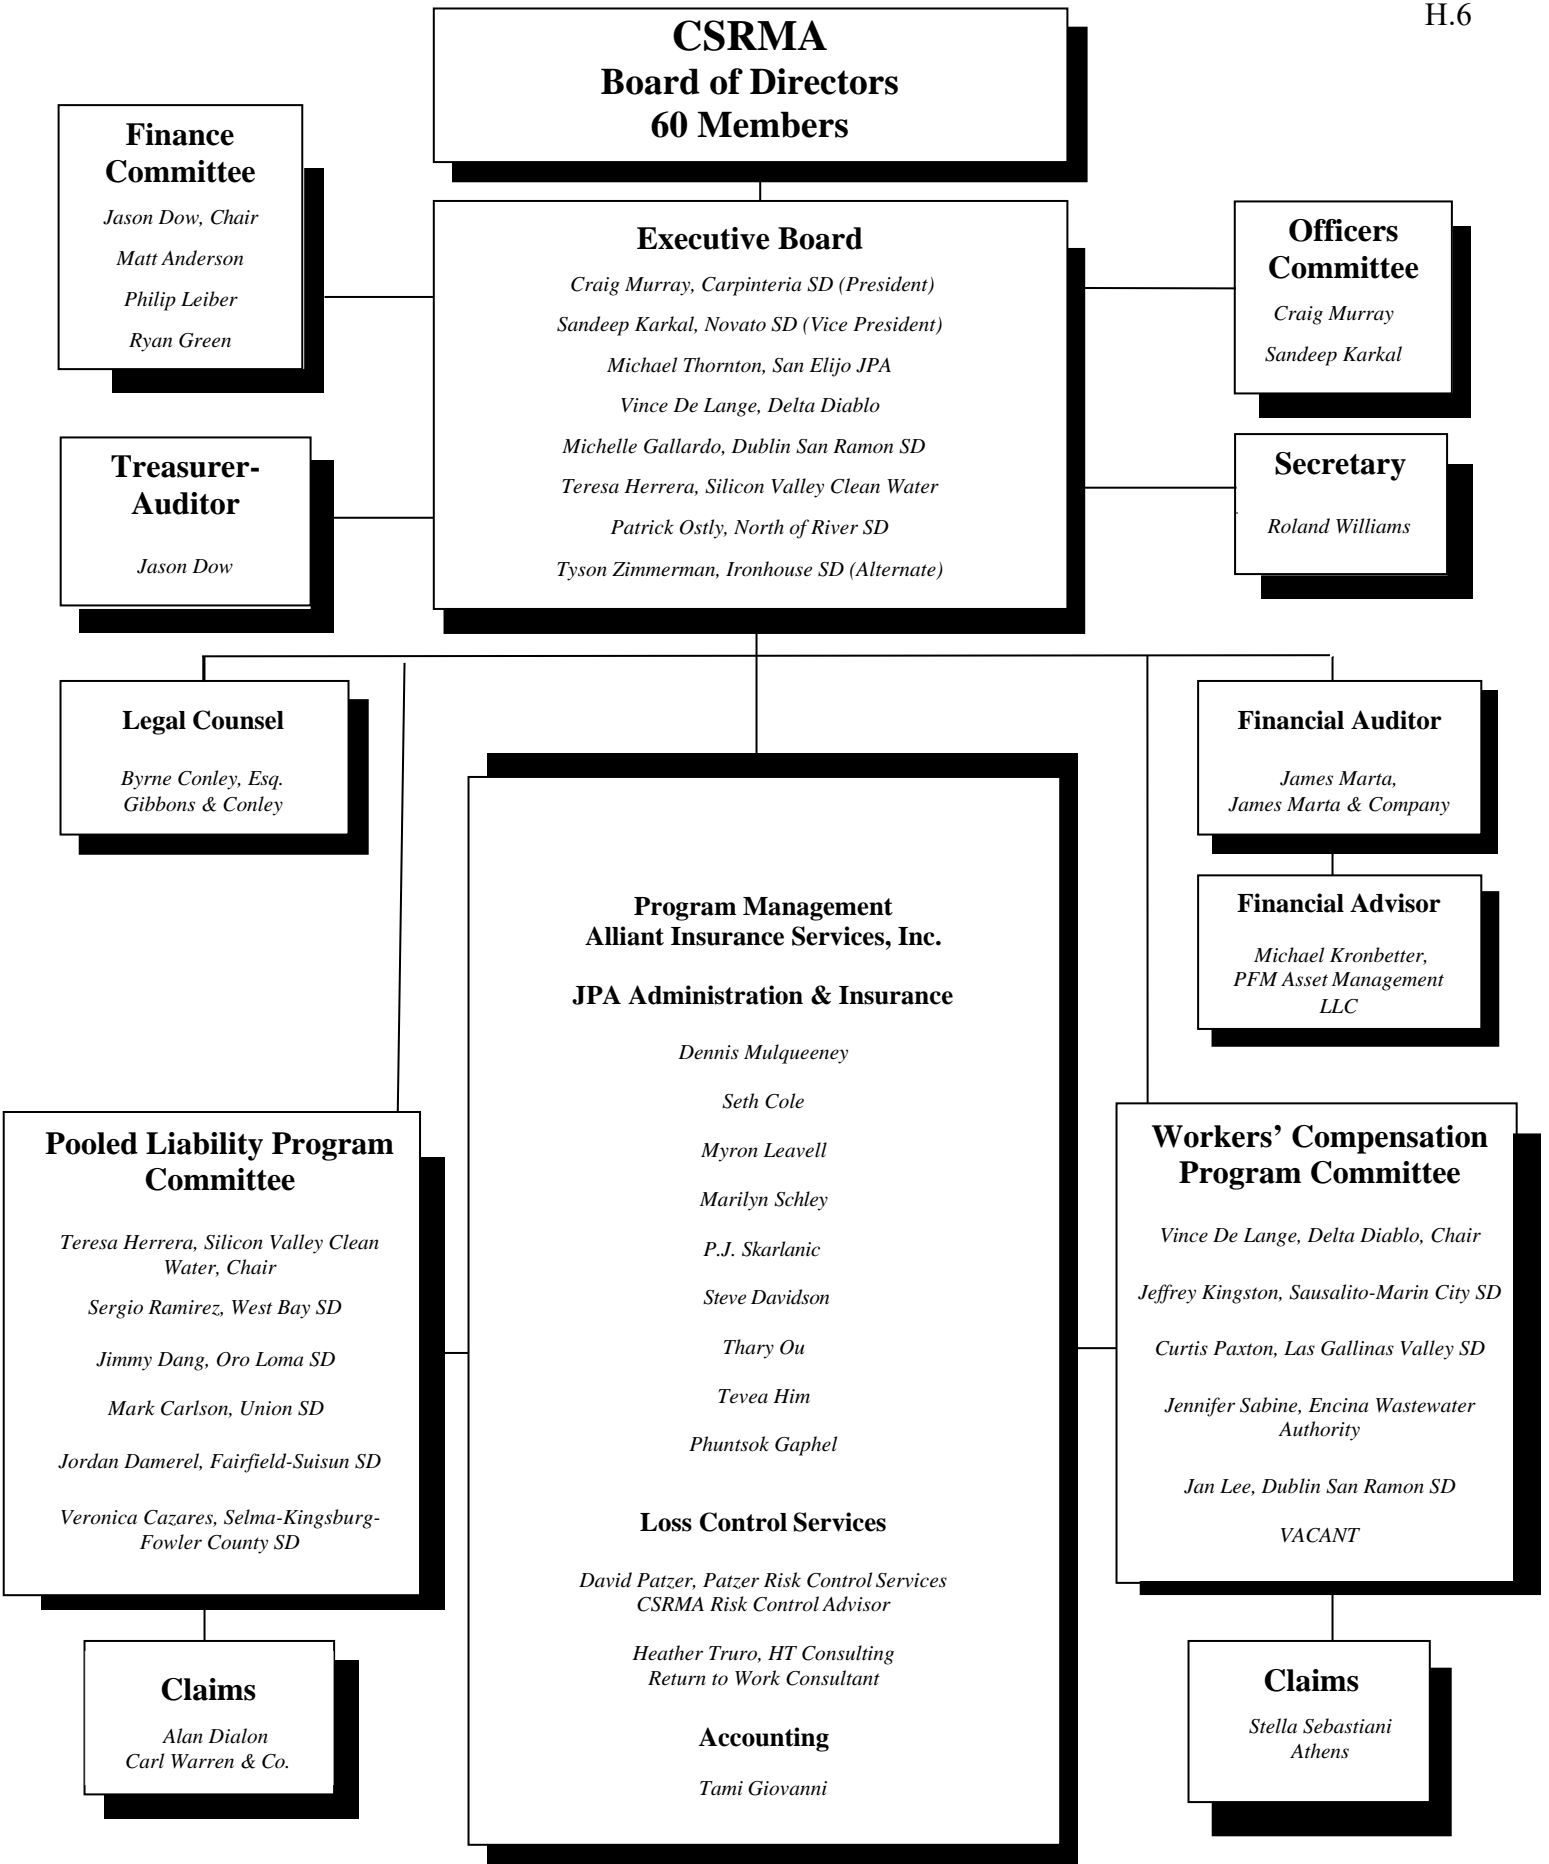 H.6
CSRMA
Board of Directors
60 Members
Finance
Committee
Jason Dow, Chair
Matt Anderson
Philip Leiber
Ryan Green
Executive Board
Craig Murray, Carpinteria SD (President)
Sandeep Karkal, Novato SD (Vice President)
Michael Thornton, San Elijo JPA
Vince De Lange, Delta Diablo
Michelle Gallardo, Dublin San Ramon SD
Teresa Herrera, Silicon Valley Clean Water
Patrick Ostly, North of River SD
Tyson Zimmerman, Ironhouse SD (Alternate)
Officers
Committee
Craig Murray
Sandeep Karkal
Treasurer-
Auditor
Jason Dow
Secretary
Roland Williams
Legal Counsel
Byrne Conley, Esq.
Gibbons & Conley
Financial Auditor
James Marta,
James Marta & Company
Financial Advisor
Michael Kronbetter,
PFM Asset Management
LLC
Program Management
Alliant Insurance Services, Inc.
JPA Administration & Insurance
Dennis Mulqueeney
Seth Cole
Myron Leavell
Marilyn Schley
P.J. Skarlanic
Steve Davidson
Thary Ou
Tevea Him
Phuntsok Gaphel
Loss Control Services
David Patzer, Patzer Risk Control Services
CSRMA Risk Control Advisor
Heather Truro, HT Consulting
Return to Work Consultant
Accounting
Tami Giovanni
Pooled Liability Program
Committee
Teresa Herrera, Silicon Valley Clean
Water, Chair
Sergio Ramirez, West Bay SD
Jimmy Dang, Oro Loma SD
Mark Carlson, Union SD
Jordan Damerel, Fairfield-Suisun SD
Veronica Cazares, Selma-Kingsburg-
Fowler County SD
Workers’ Compensation
Program Committee
Vince De Lange, Delta Diablo, Chair
Jeffrey Kingston, Sausalito-Marin City SD
Curtis Paxton, Las Gallinas Valley SD
Jennifer Sabine, Encina Wastewater
Authority
Jan Lee, Dublin San Ramon SD
VACANT
Claims
Alan Dialon
Carl Warren & Co.
Claims
Stella Sebastiani
Athens